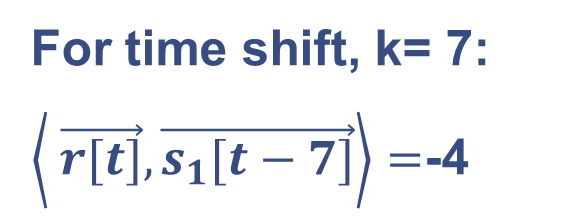 For time shift, k= 7:
⟨r[t], s₁[t − 7]⟩ =-4